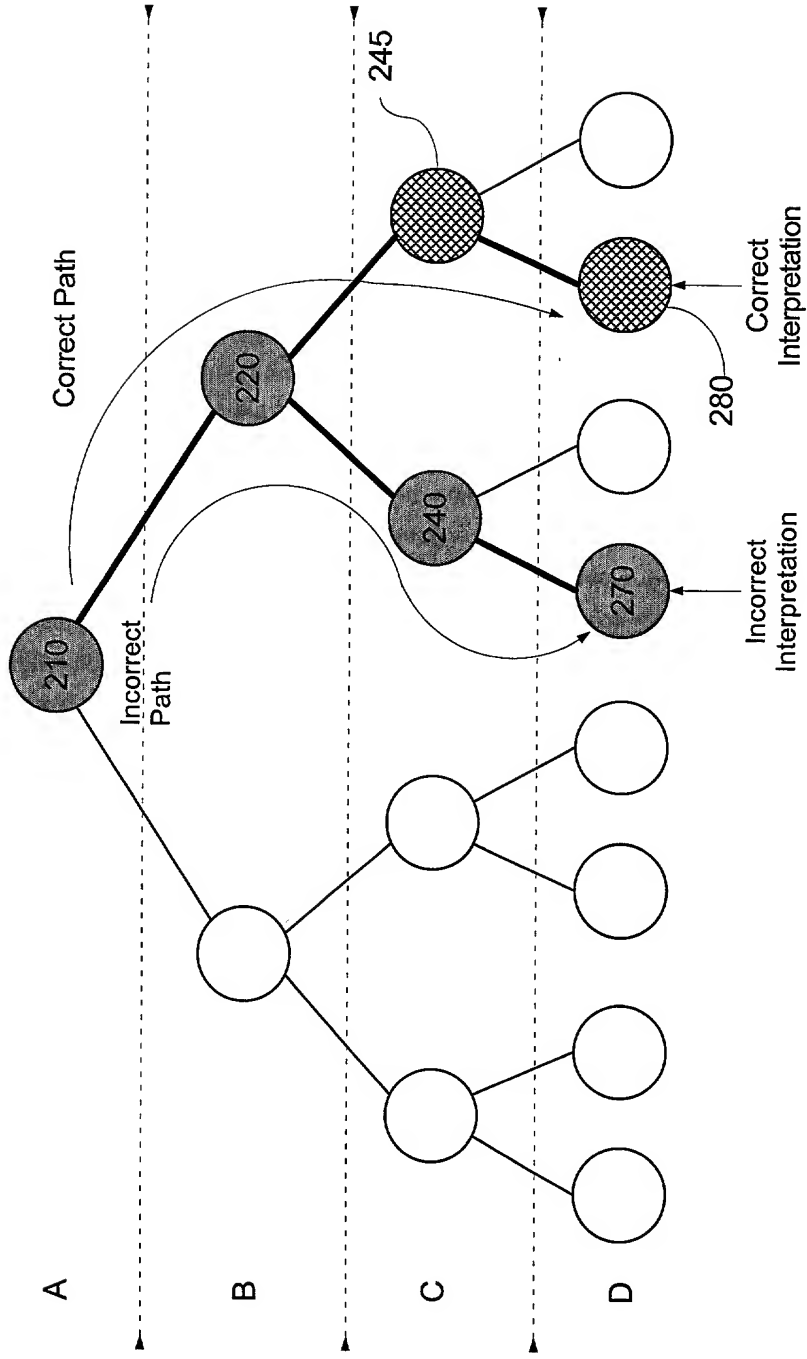 A
210
Correct Path
Incorrect
Path
B
220
C
240
245
D
270
280
Incorrect
Interpretation
Correct
Interpretation